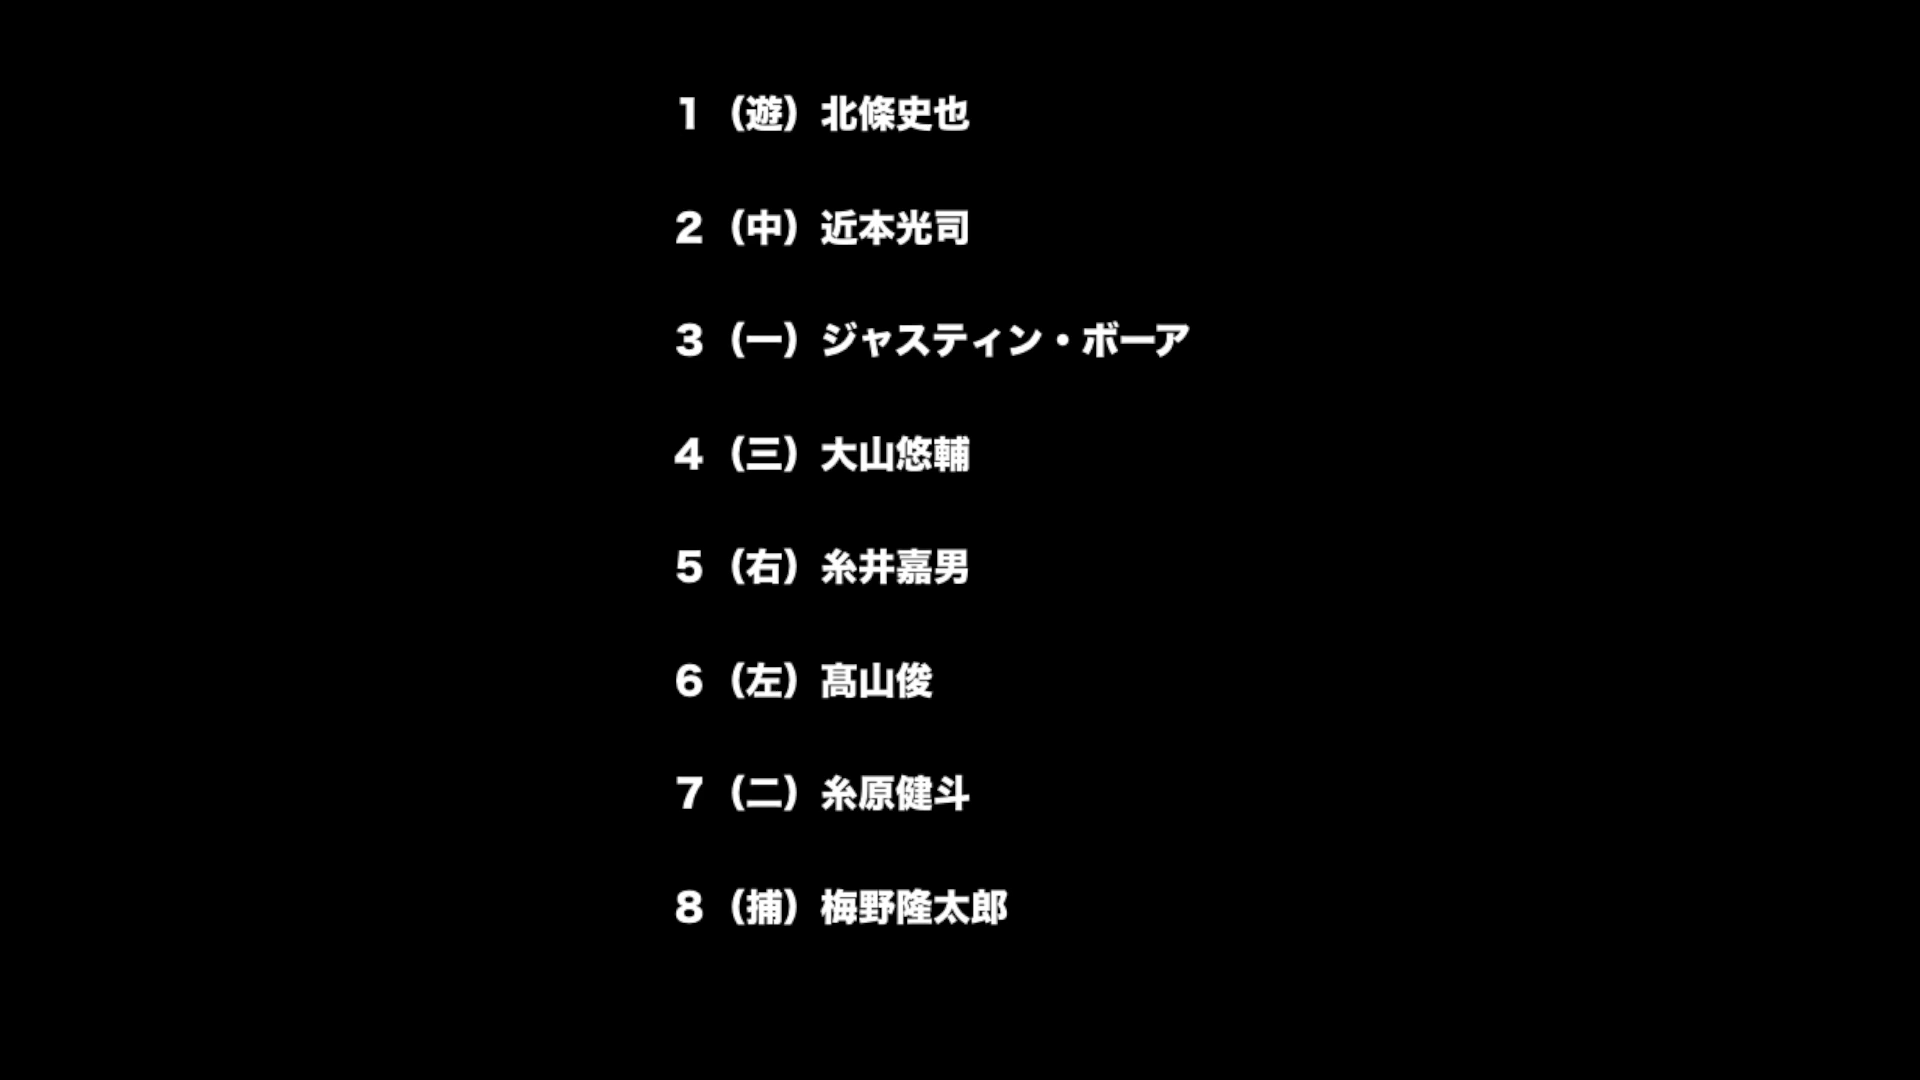 1（遊）北條史也
2（中）近本光司
3（一）ジャスティン・ボーア
4（三）大山悠輔
5（右）糸井嘉男
6（左）髙山俊
7（二）糸原健斗
8（捕）梅野隆太郎